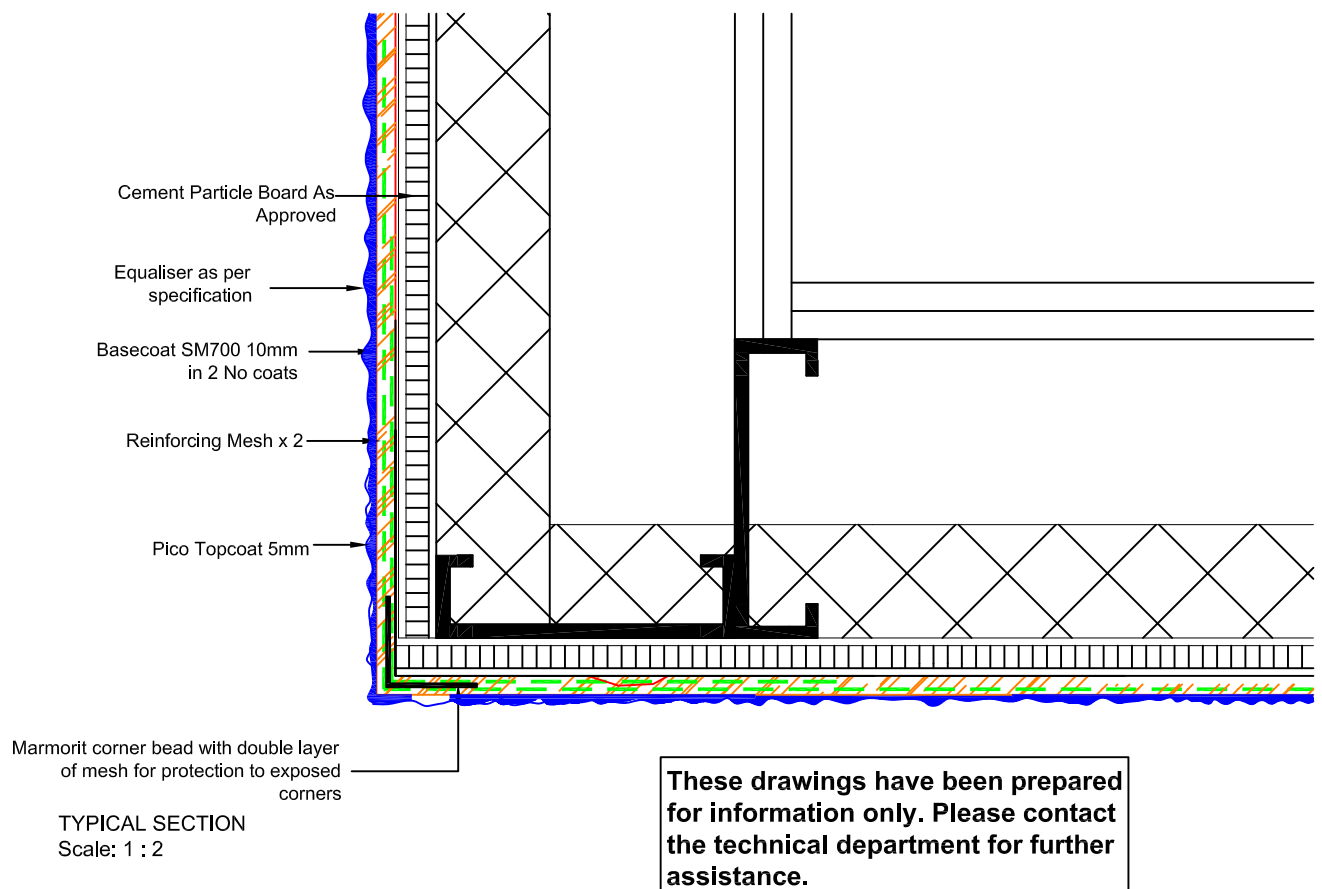 Cement Particle Board As
Approved
Equaliser as per
specification
Basecoat SM700 10mm
in 2 No coats
Reinforcing Mesh x 2
Pico Topcoat 5mm
Marmorit corner bead with double layer
of mesh for protection to exposed
corners
TYPICAL SECTION
Scale: 1 : 2
These drawings have been prepared
for information only. Please contact
the technical department for further
assistance.